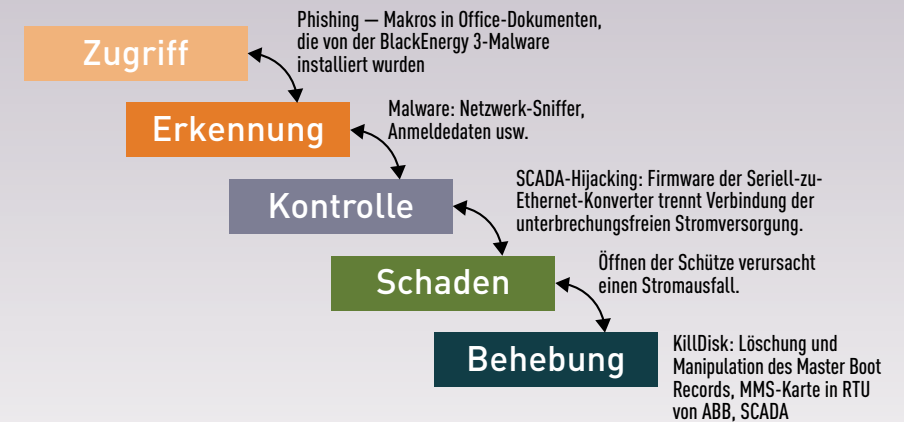 Zugriff
Phishing — Makros in Office-Dokumenten,
die von der BlackEnergy 3-Malware
installiert wurden
Erkennung
Malware: Netzwerk-Sniffer,
Anmeldedaten usw.
Kontrolle
SCADA-Hijacking: Firmware der Seriell-zu-
Ethernet-Konverter trennt Verbindung der
unterbrechungsfreien Stromversorgung.
Schaden
Öffnen der Schütze verursacht
einen Stromausfall.
Behebung
KillDisk: Löschung und
Manipulation des Master Boot
Records, MMS-Karte in RTU
von ABB, SCADA